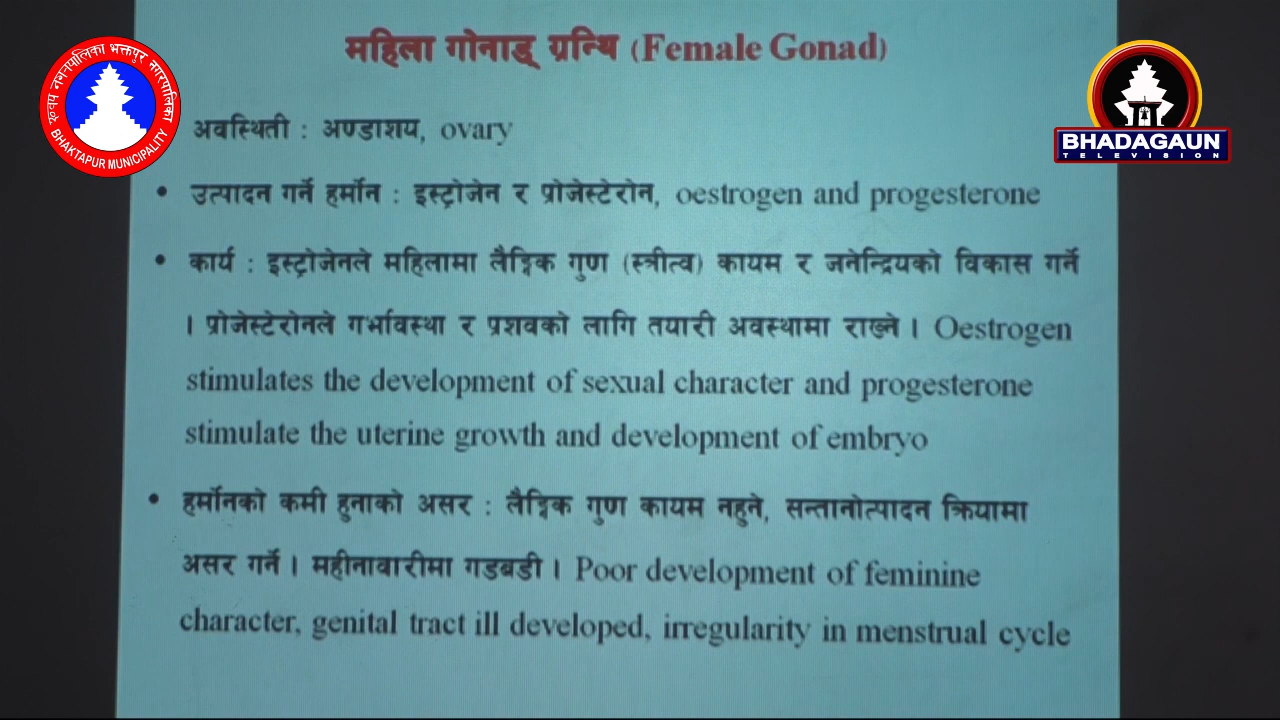 महिला गोनाड् ग्रन्थि (Female Gonad)
BHAKTAPUR MUNICIPALITY
BHADAGAUN
TELEVISION
अवस्थिती : अण्डाशय, ovary
• उत्पादन गर्ने हर्मोन : इस्ट्रोजेन र प्रोजेस्टेरोन, oestrogen and progesterone
• कार्य : इस्ट्रोजेनले महिलामा लैङ्गिक गुण (स्त्रीत्व) कायम र जनेन्द्रियको विकास गर्ने
। प्रोजेस्टेरोनले गर्भावस्था र प्रशवको लागि तयारी अवस्थामा राख्ने । Oestrogen
stimulates the development of sexual character and progesterone
stimulate the uterine growth and development of embryo
• हर्मोनको कमी हुनाको असर : लैङ्गिक गुण कायम नहुने, सन्तानोत्पादन क्रियामा
असर गर्ने । महीनावारीमा गडबडी । Poor development of feminine
character, genital tract ill developed, irregularity in menstrual cycle